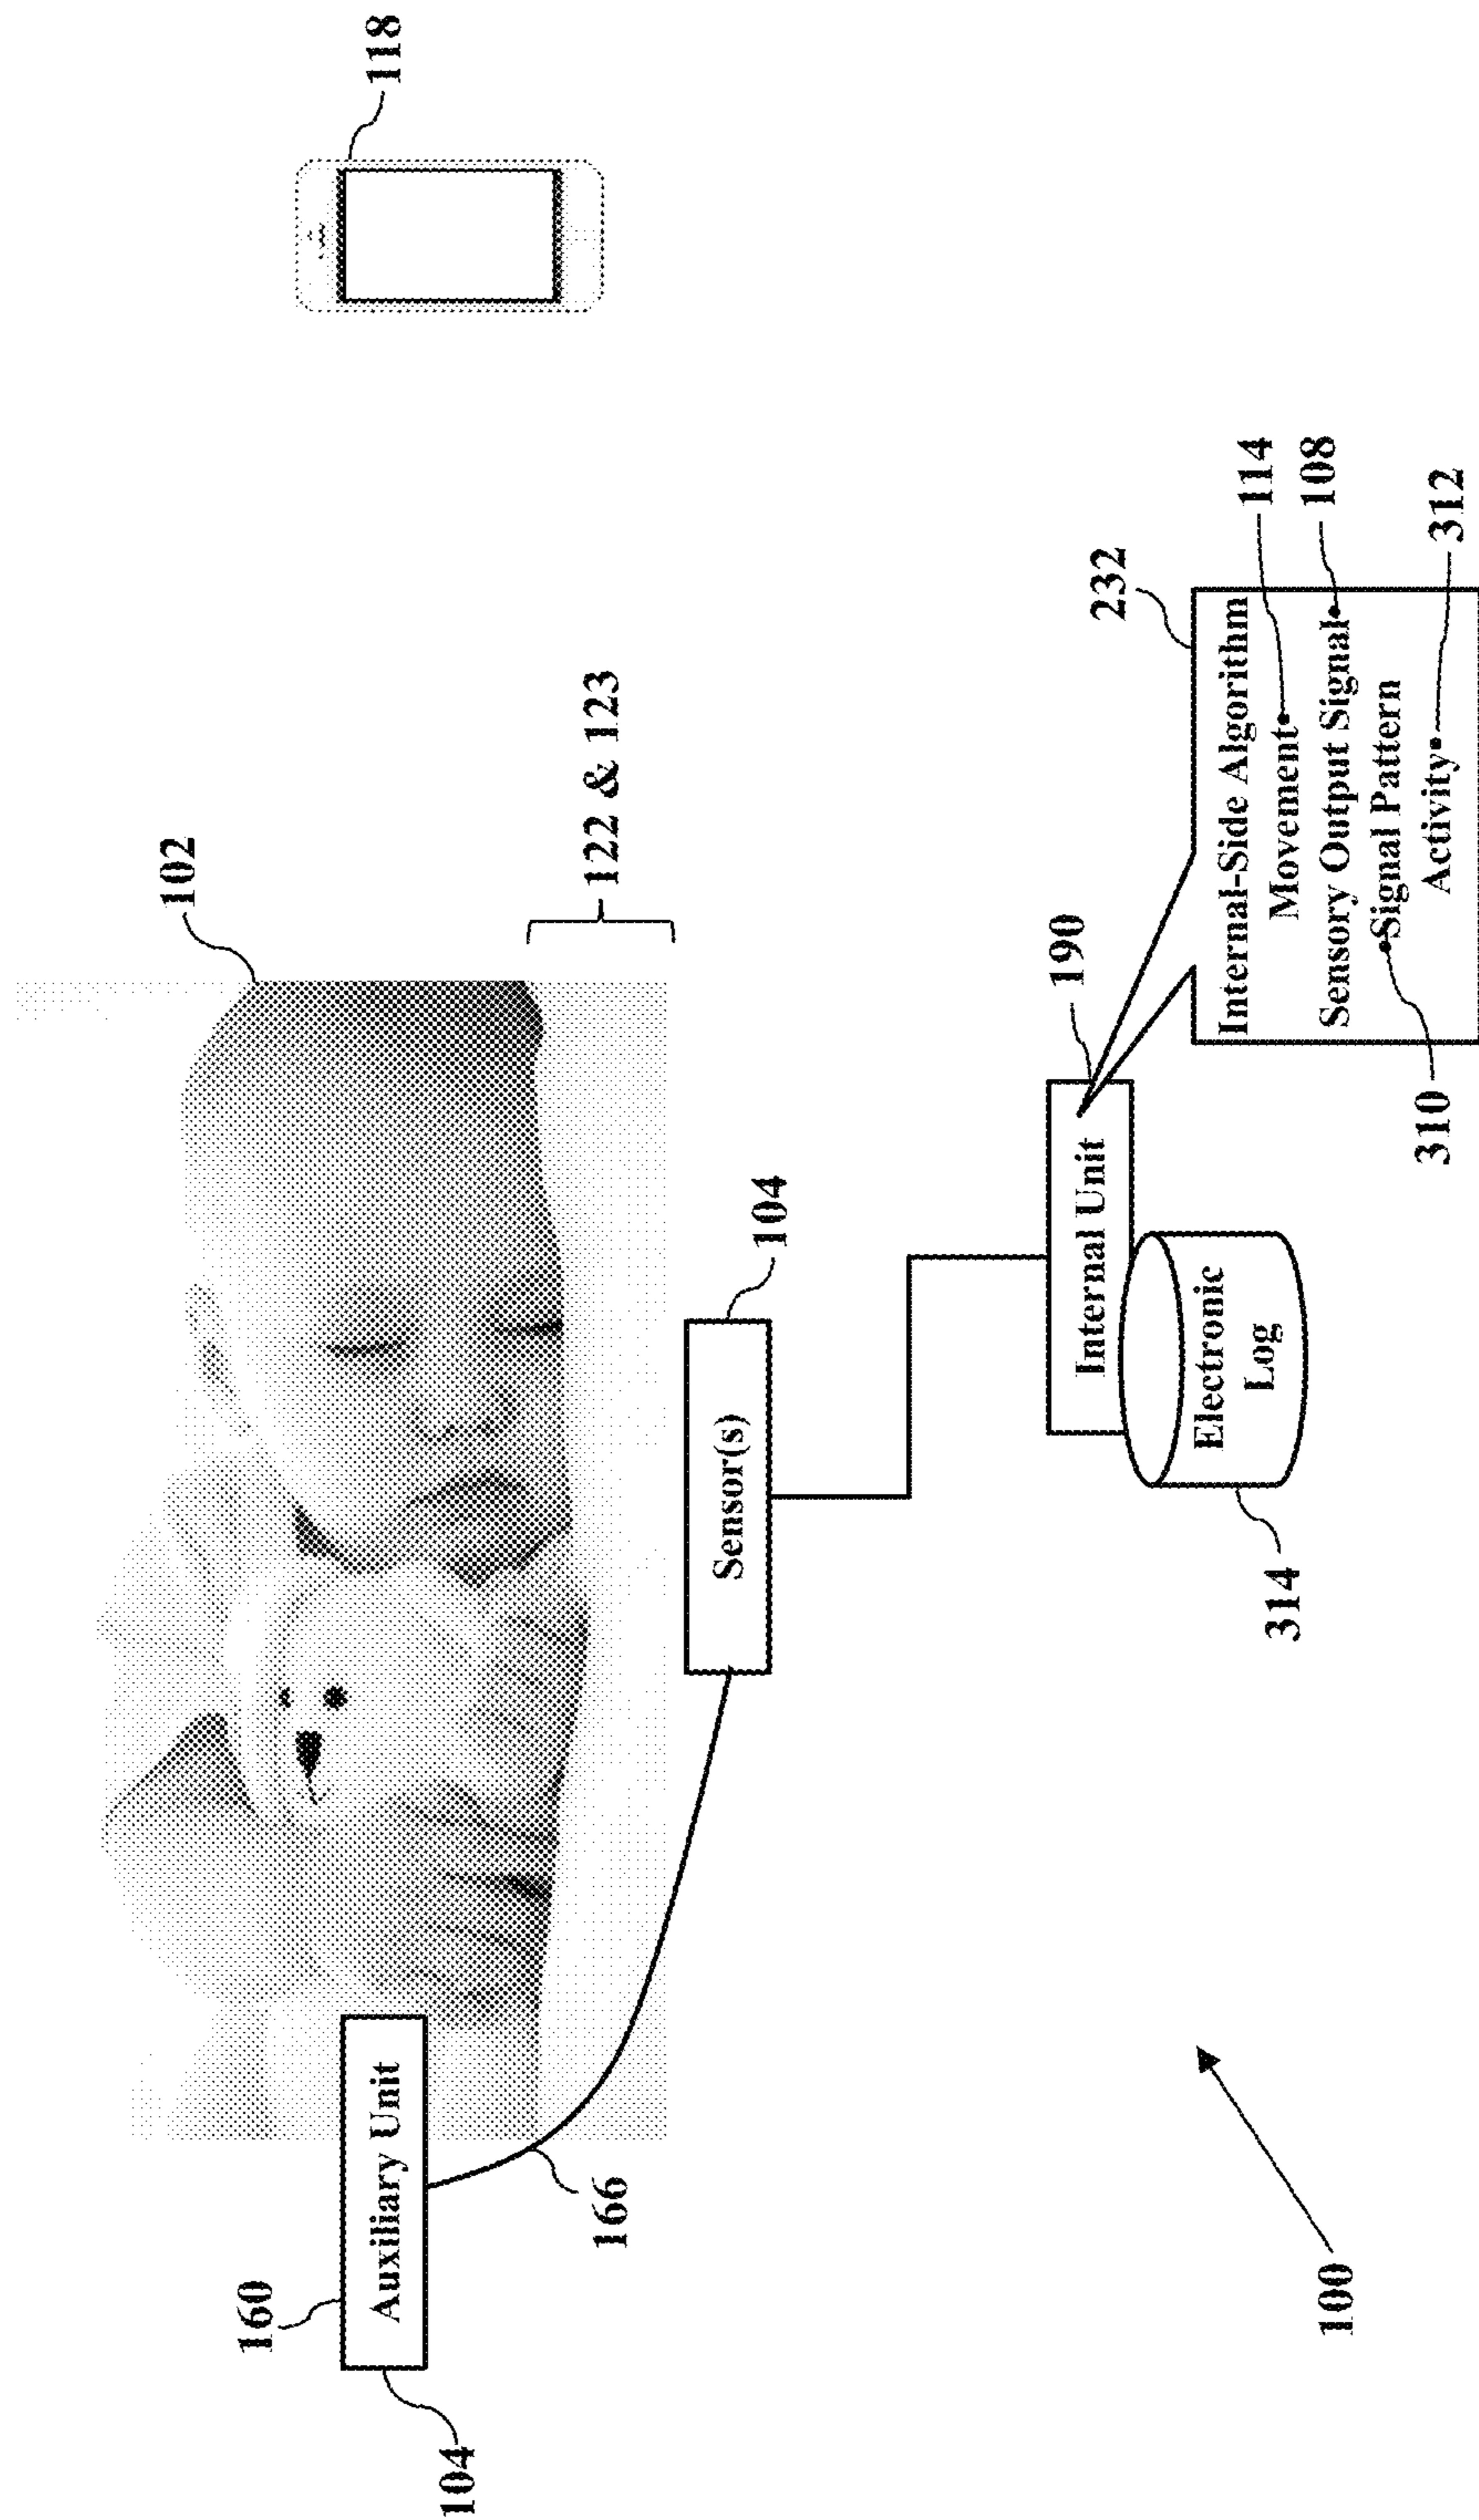 118
102
122 & 123
160
Auxiliary Unit
104
166
Sensor(s)
104
190
Internal Unit
Electronic
Log
314
232
Internal-Side Algorithm
Movement
114
Sensory Output Signal
108
Signal Pattern
310
Activity
312
100